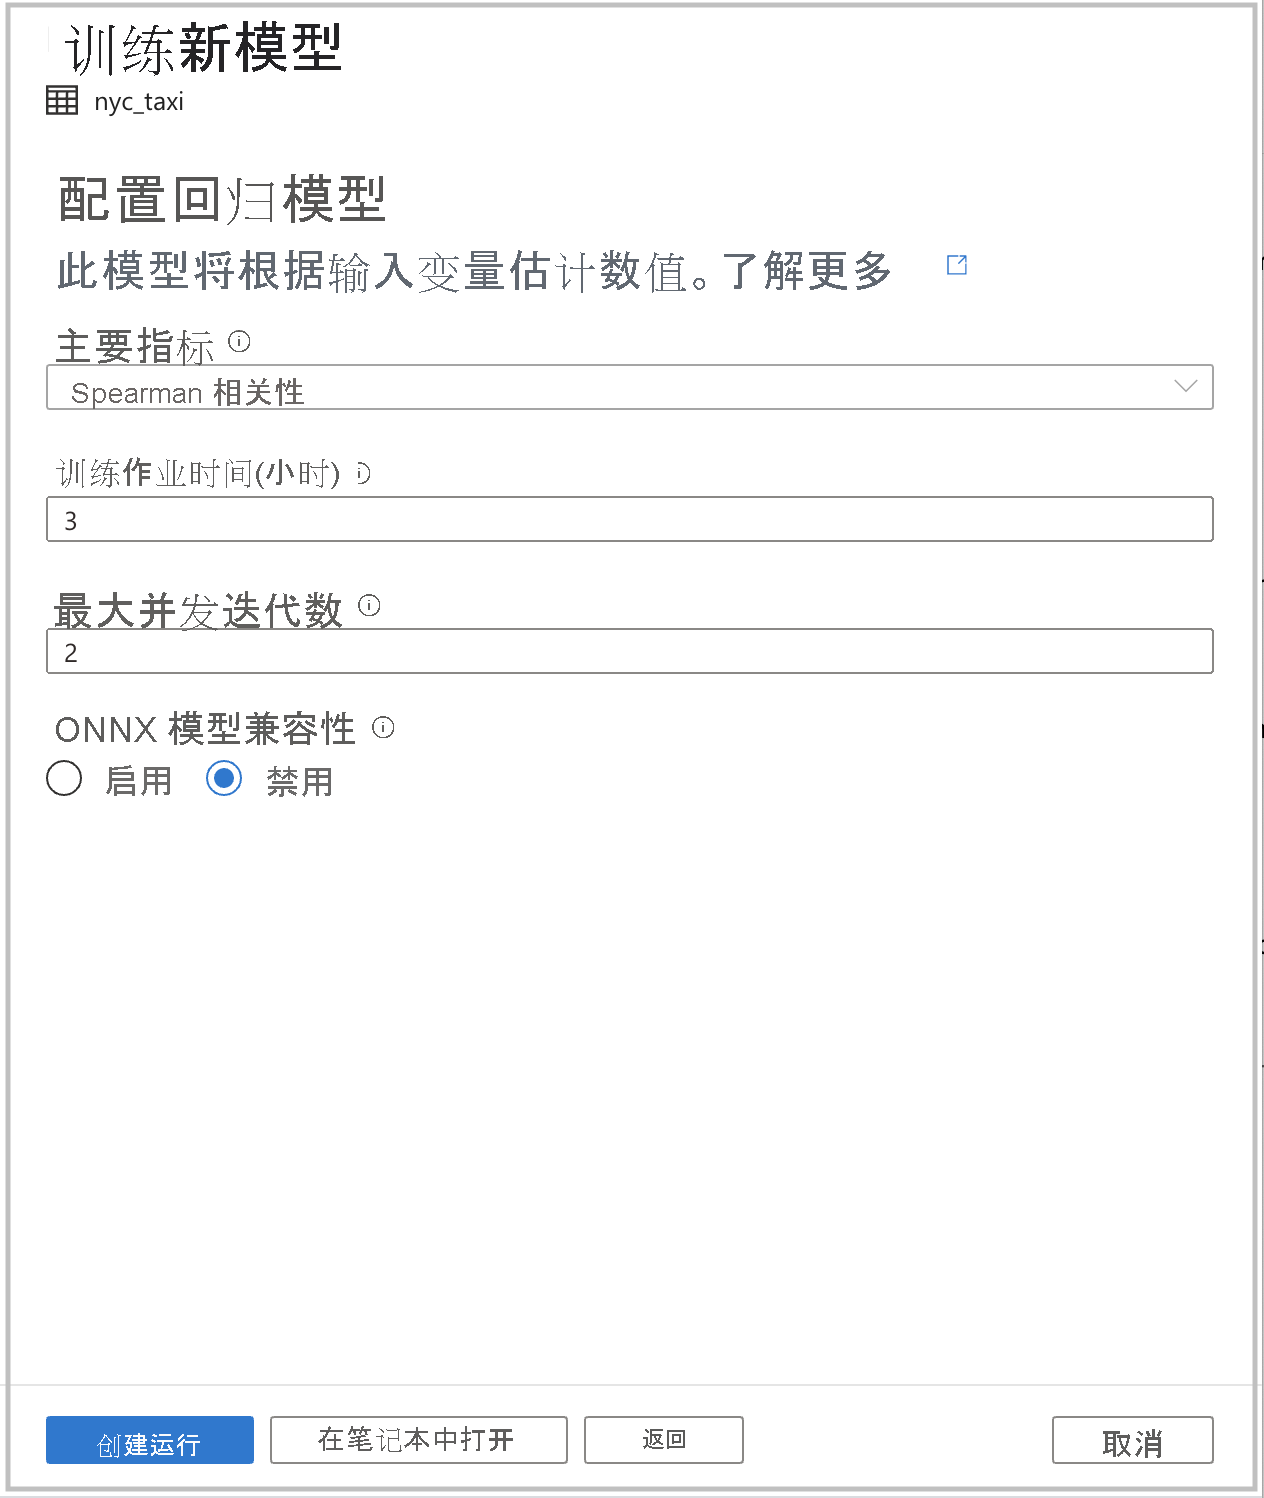 训练新模型
nyc_taxi
配置回归模型
此模型将根据输入变量估计数值。了解更多
主要指标
Spearman 相关性
训练作业时间(小时)
3
最大并发迭代数
2
ONNX 模型兼容性
启用 禁用
创建运行 在笔记本中打开 返回 取消